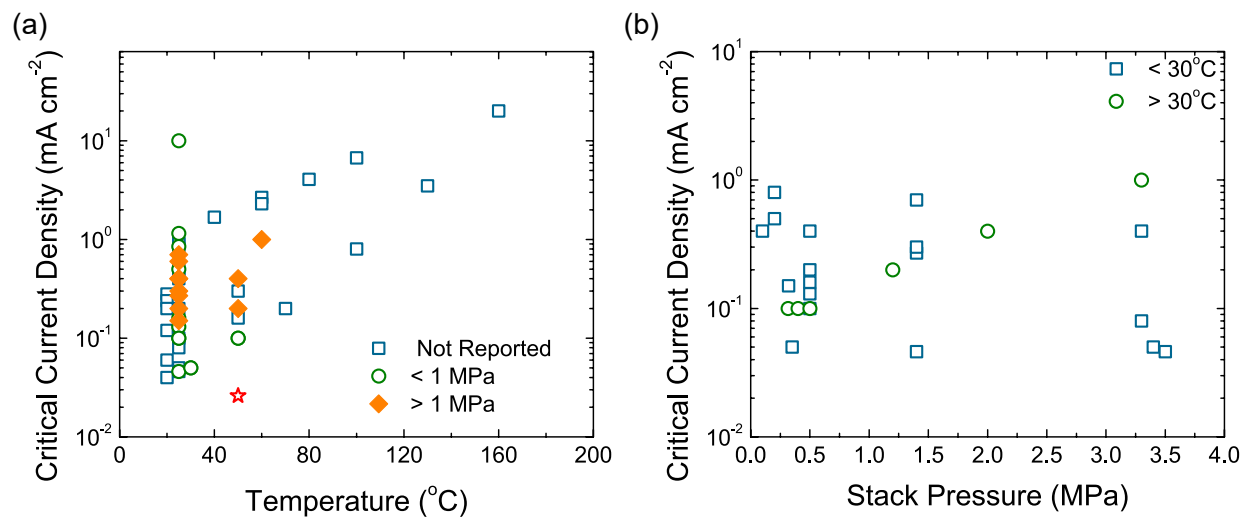 (a)
Critical Current Density (mA cm⁻²)
10¹
10⁰
10⁻¹
10⁻²
0 40 80 120 160 200
Temperature (°C)
Not Reported
< 1 MPa
> 1 MPa
(b)
Critical Current Density (mA cm⁻²)
10¹
10⁰
10⁻¹
10⁻²
0.0 0.5 1.0 1.5 2.0 2.5 3.0 3.5 4.0
Stack Pressure (MPa)
< 30°C
> 30°C